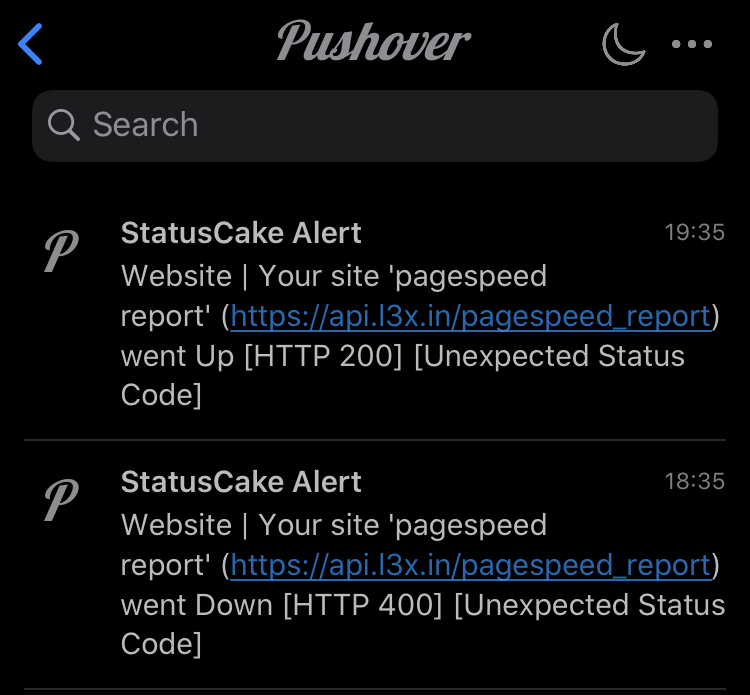 Pushover
Search
StatusCake Alert 19:35
Website | Your site 'pagespeed
report' (https://api.l3x.in/pagespeed_report)
went Up [HTTP 200] [Unexpected Status
Code]
StatusCake Alert 18:35
Website | Your site 'pagespeed
report' (https://api.l3x.in/pagespeed_report)
went Down [HTTP 400] [Unexpected Status
Code]